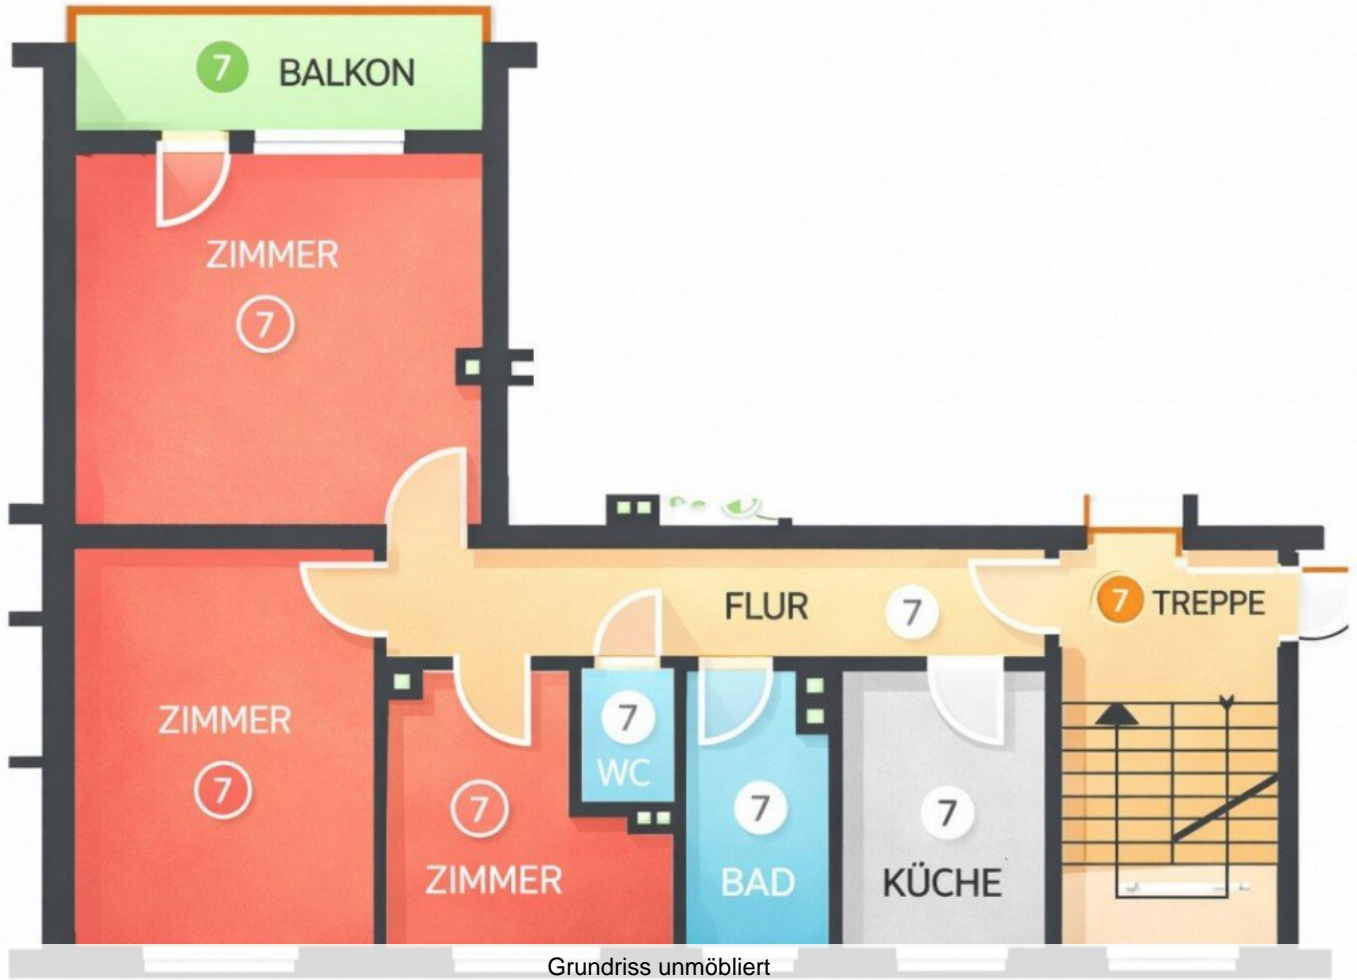 7 BALKON
ZIMMER
7
FLUR 7
7 TREPPE
ZIMMER
7
7
WC
7
ZIMMER
7
BAD
7
KÜCHE
Grundriss unmöbliert